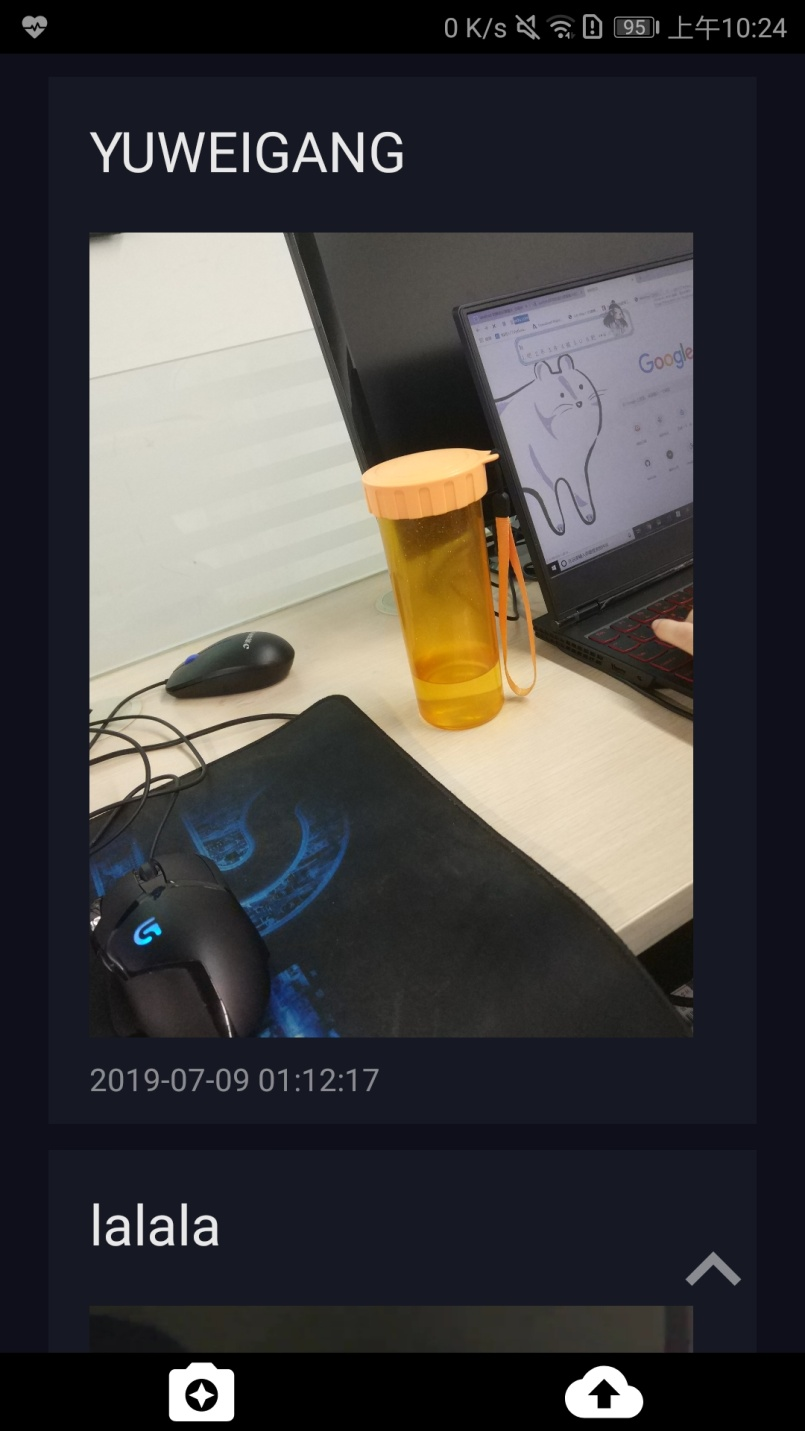 0 K/s 95 上午10:24
YUWEIGANG
Google
2019-07-09 01:12:17
lalala